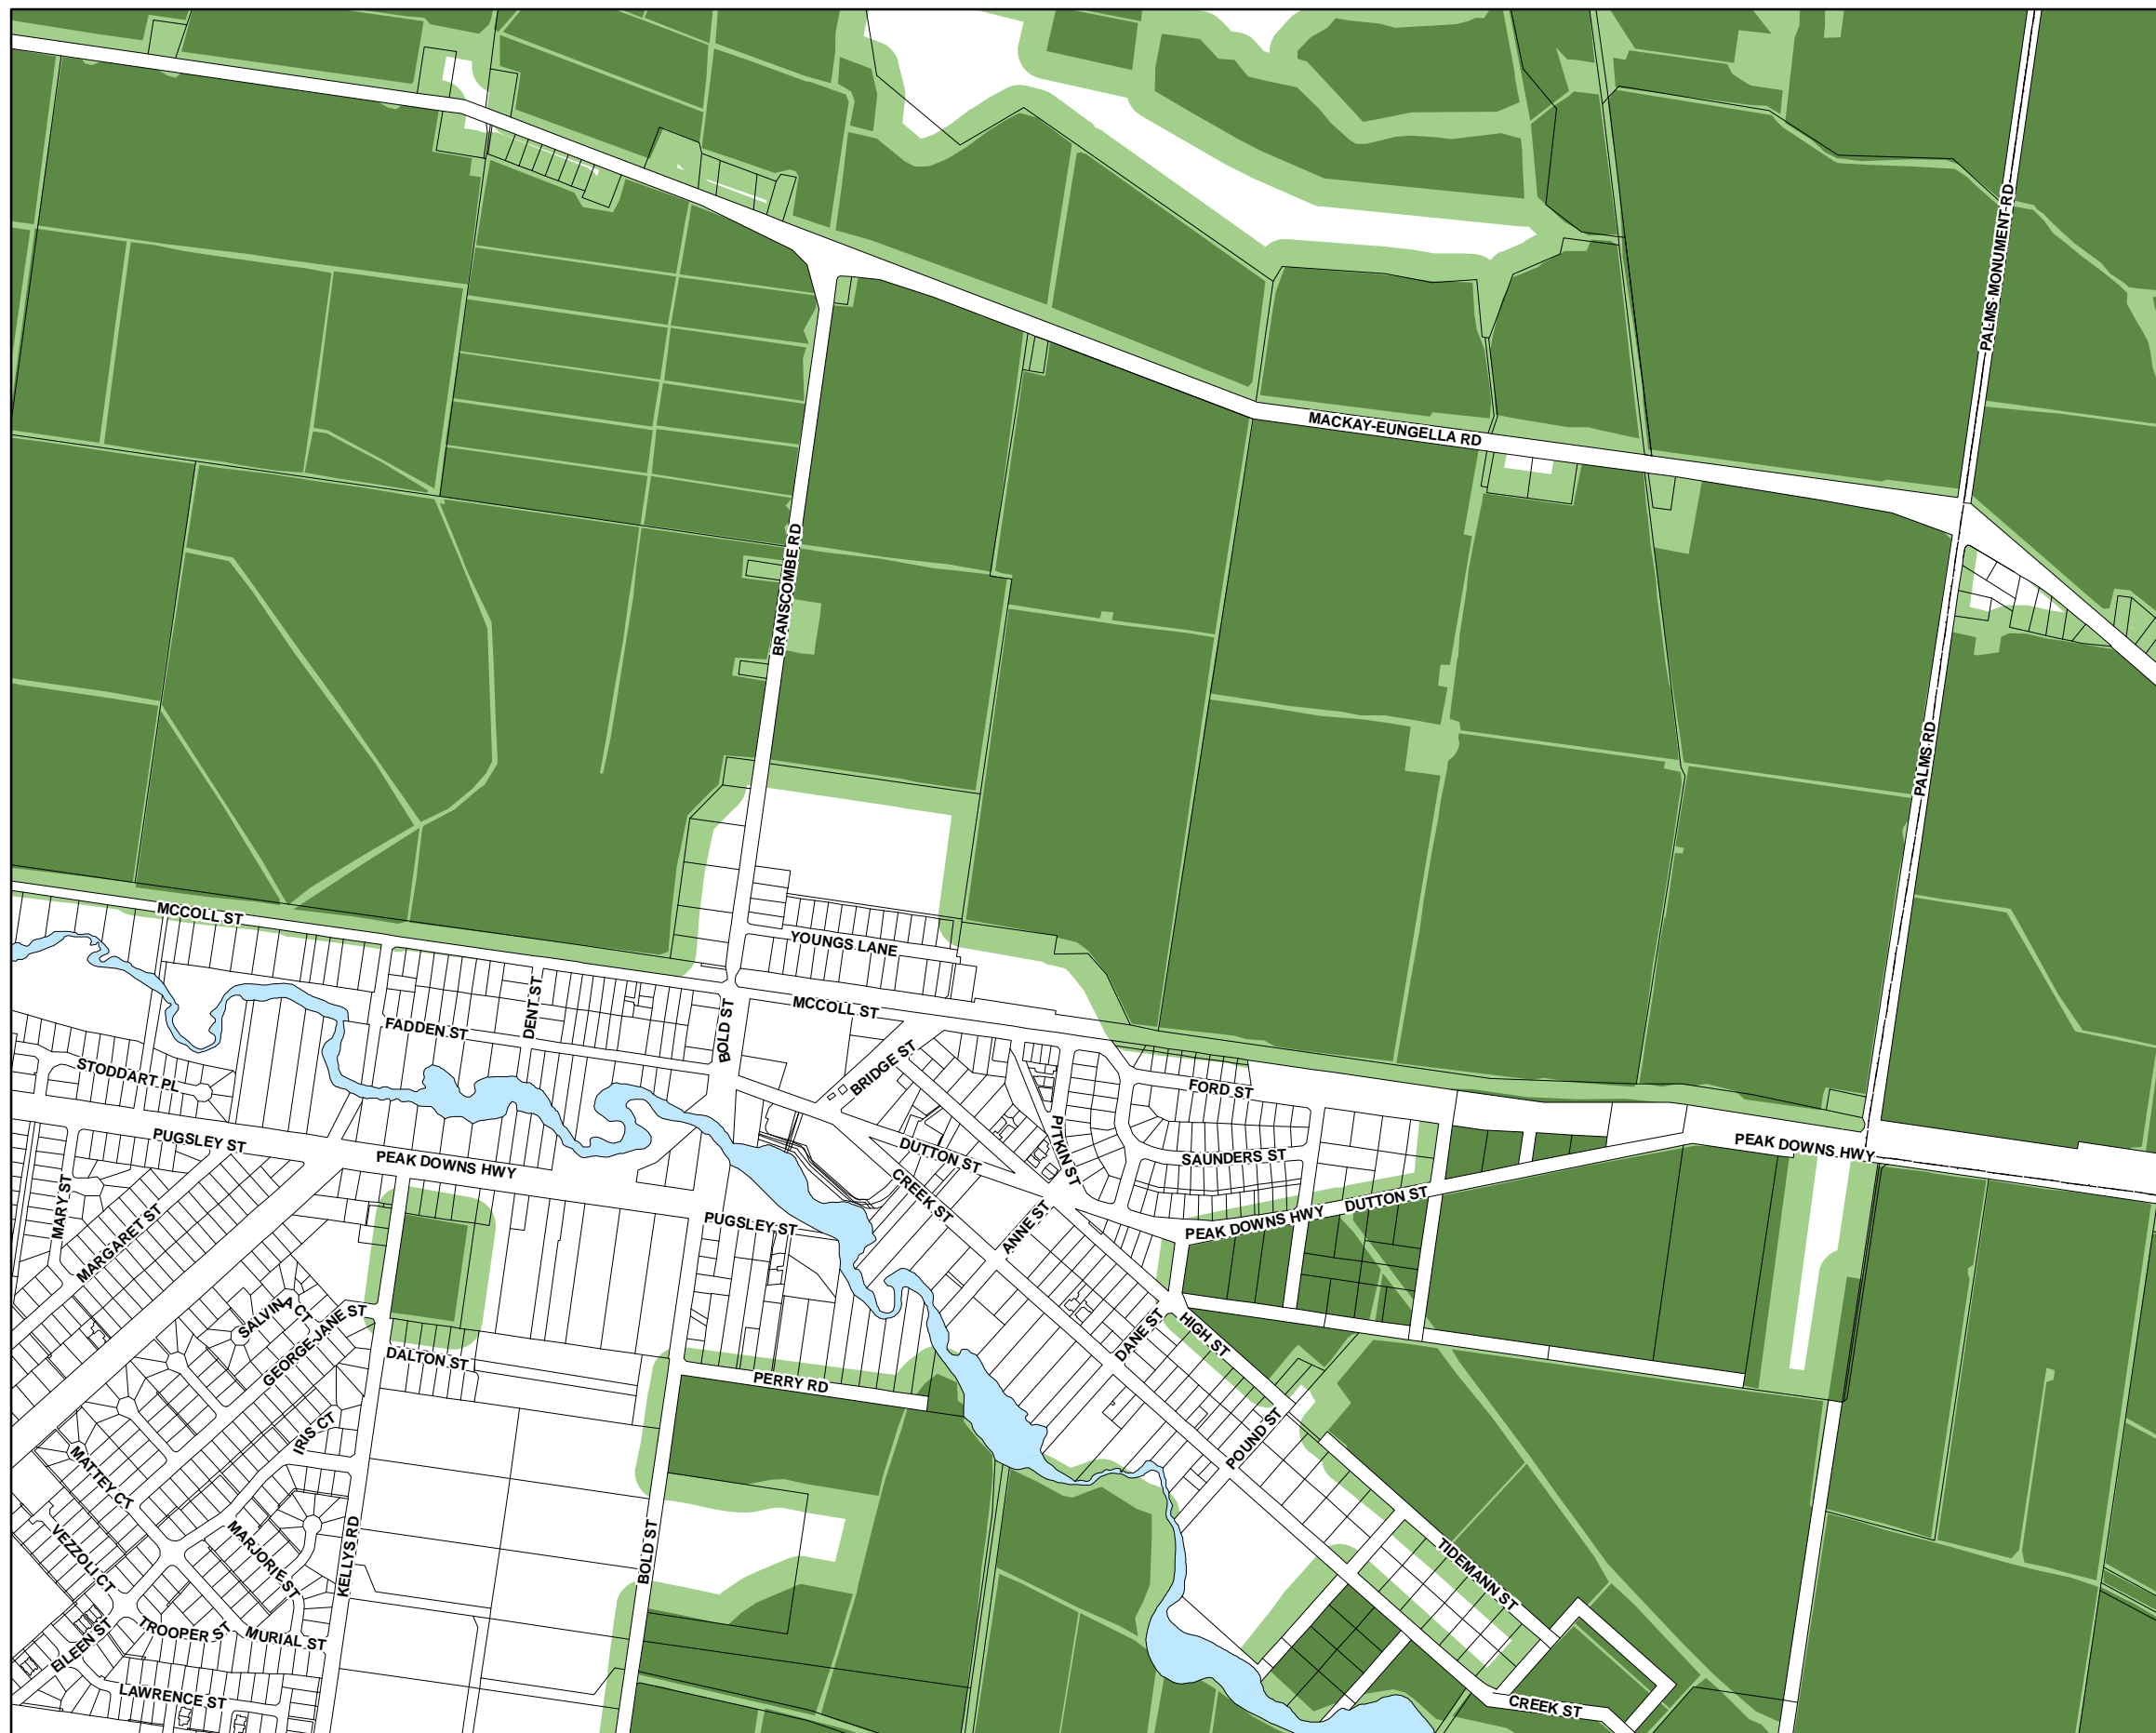 PALMS MONUMENT RD
MACKAY-EUNGELLA RD
BRANSCOMBE RD
PALMS RD
MCCOLL ST
YOUNGS LANE
MCCOLL ST
DENT ST
FADDEN ST
BOLD ST
BRIDGE ST
STODDART PL
FORD ST
PITKIN ST
PUGSLEY ST
PEAK DOWNS HWY
DUTTON ST
SAUNDERS ST
PEAK DOWNS HWY
CREEK ST
MARY ST
MARGARET ST
PUGSLEY ST
ANNE ST
PEAK DOWNS HWY
DUTTON ST
SALVINA CT
GEORGE-JANE ST
DANE ST
HIGH ST
DALTON ST
PERRY RD
IRIS CT
POUND ST
MATTEY CT
VEZZOLI CT
MARJORIE ST
KELLYS RD
BOLD ST
TIDEMANN ST
EILEEN ST
TROOPER ST
MURIAL ST
LAWRENCE ST
CREEK ST